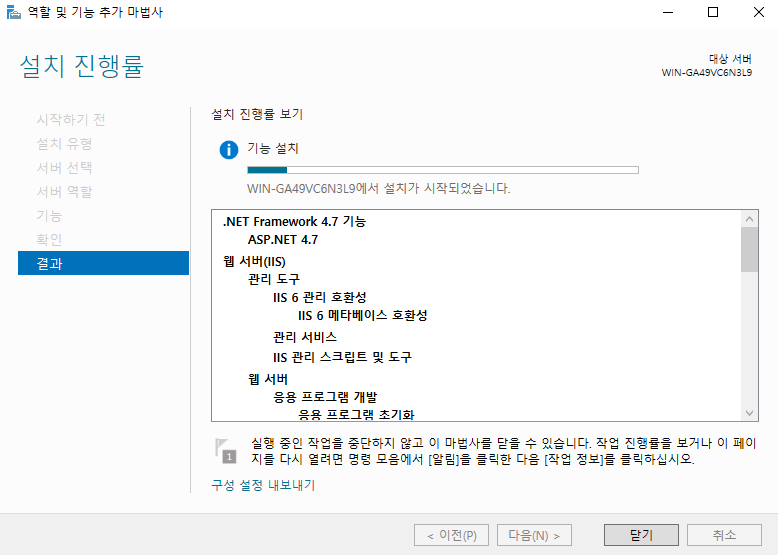 역할 및 기능 추가 마법사
설치 진행률
대상 서버
WIN-GA49VC6N3L9
시작하기 전
설치 유형
서버 선택
서버 역할
기능
확인
결과
설치 진행률 보기
기능 설치
WIN-GA49VC6N3L9에서 설치가 시작되었습니다.
.NET Framework 4.7 기능
ASP.NET 4.7
웹 서버(IIS)
관리 도구
IIS 6 관리 호환성
IIS 6 메타베이스 호환성
관리 서비스
IIS 관리 스크립트 및 도구
웹 서버
응용 프로그램 개발
응용 프로그램 초기화
1
실행 중인 작업을 중단하지 않고 이 마법사를 닫을 수 있습니다. 작업 진행률을 보거나 이 페이
지를 다시 열려면 명령 모음에서 [알림]을 클릭한 다음 [작업 정보]를 클릭하십시오.
구성 설정 내보내기
< 이전(P)
다음(N) >
닫기
취소